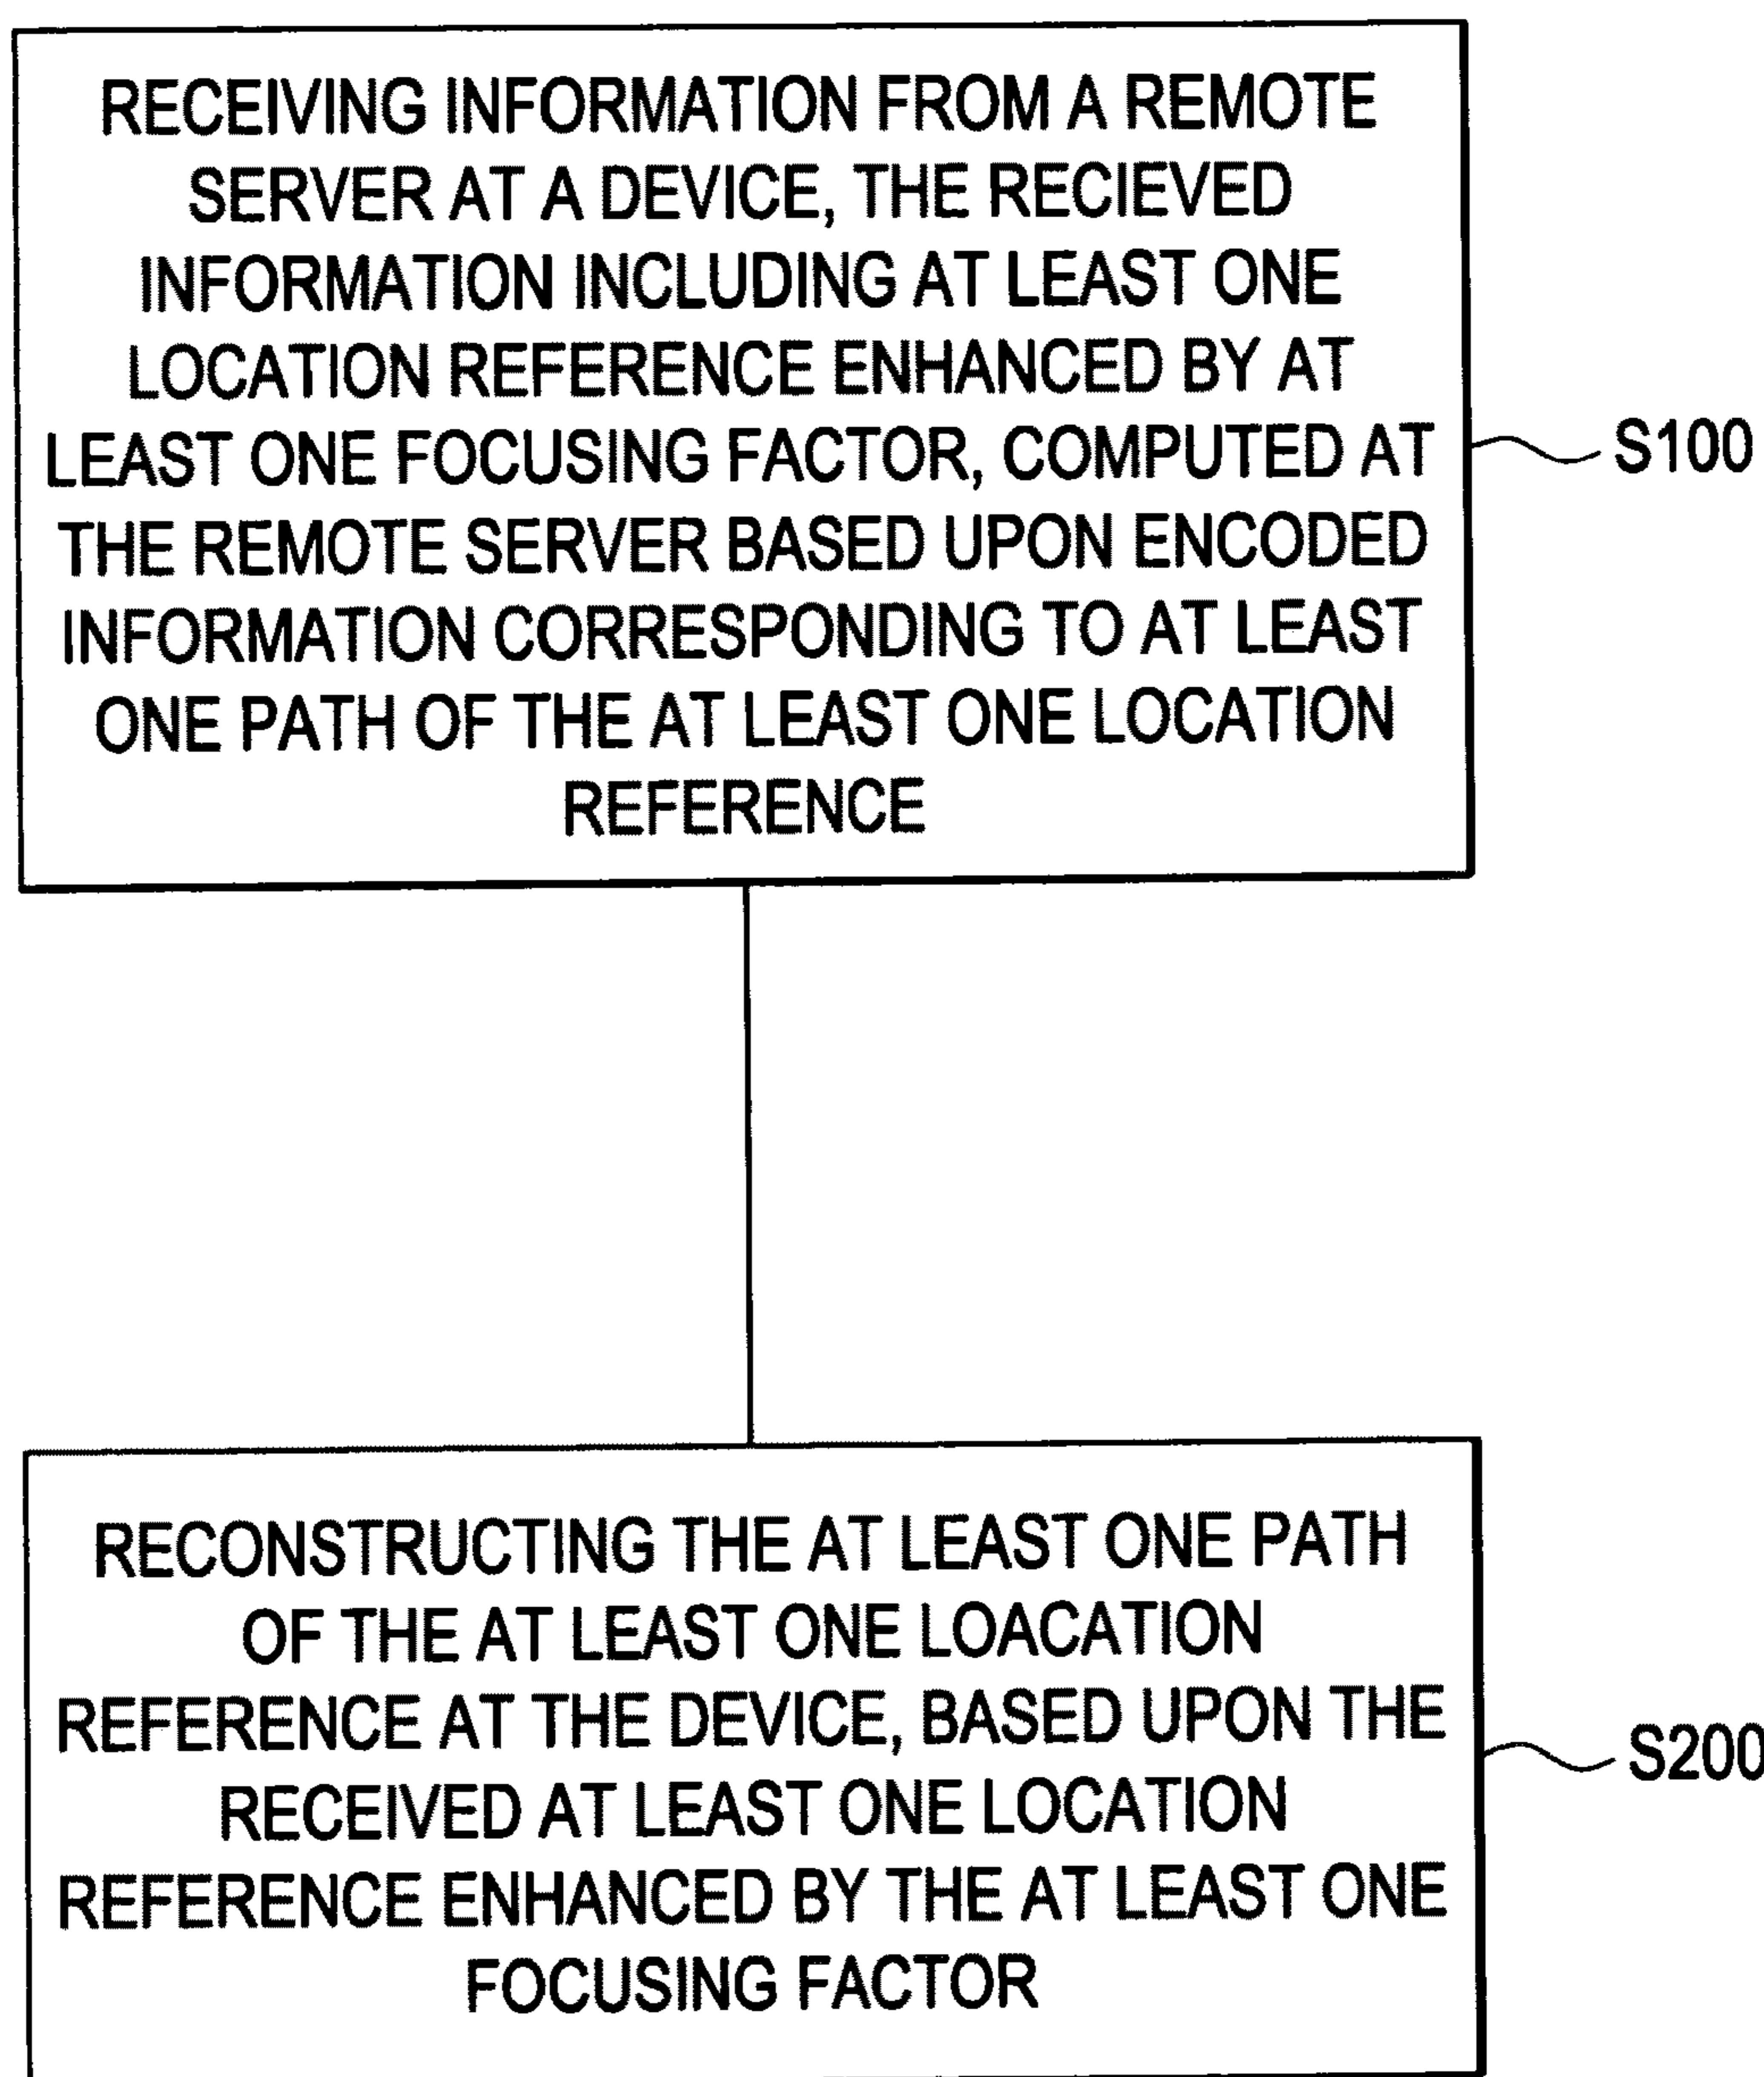 RECEIVING INFORMATION FROM A REMOTE
SERVER AT A DEVICE, THE RECIEVED
INFORMATION INCLUDING AT LEAST ONE
LOCATION REFERENCE ENHANCED BY AT
LEAST ONE FOCUSING FACTOR, COMPUTED AT
THE REMOTE SERVER BASED UPON ENCODED
INFORMATION CORRESPONDING TO AT LEAST
ONE PATH OF THE AT LEAST ONE LOCATION
REFERENCE
S100
RECONSTRUCTING THE AT LEAST ONE PATH
OF THE AT LEAST ONE LOACATION
REFERENCE AT THE DEVICE, BASED UPON THE
RECEIVED AT LEAST ONE LOCATION
REFERENCE ENHANCED BY THE AT LEAST ONE
FOCUSING FACTOR
S200